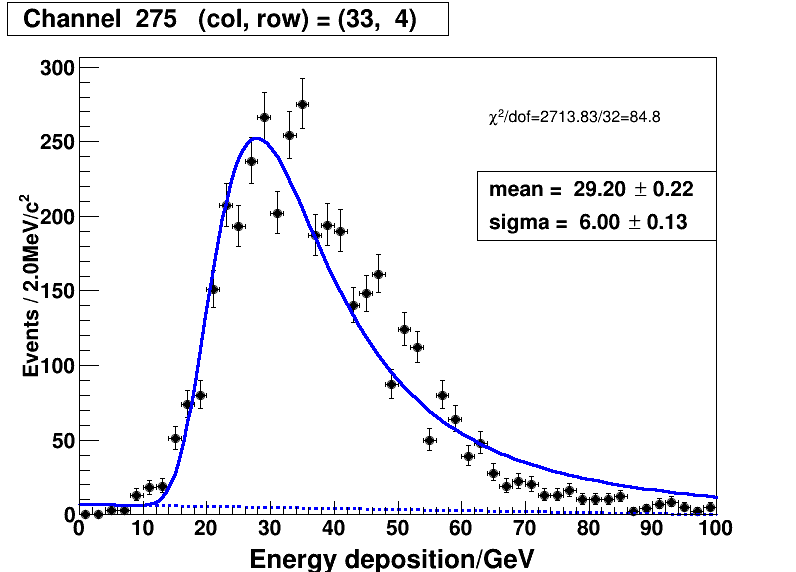 Channel 275 (col, row) = (33, 4)
χ²/dof=2713.83/32=84.8
mean = 29.20 ± 0.22
sigma = 6.00 ± 0.13
Events / 2.0MeV/c²
300
250
200
150
100
50
0
0 10 20 30 40 50 60 70 80 90 100
Energy deposition/GeV